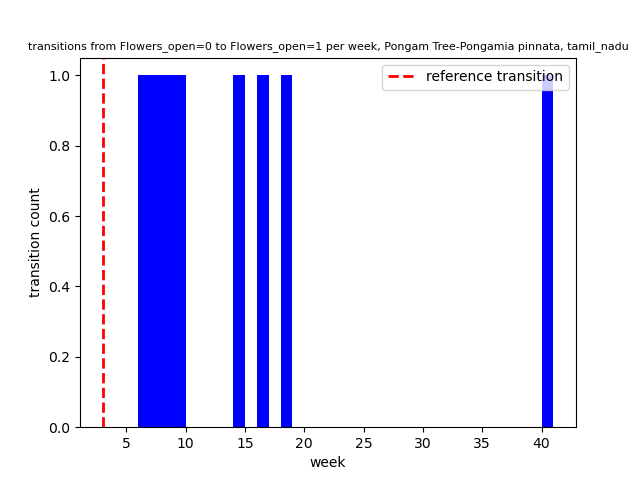 transitions from Flowers_open=0 to Flowers_open=1 per week, Pongam Tree-Pongamia pinnata, tamil_nadu
reference transition
1.0
0.8
0.6
0.4
0.2
0.0
transition count
5 10 15 20 25 30 35 40
week